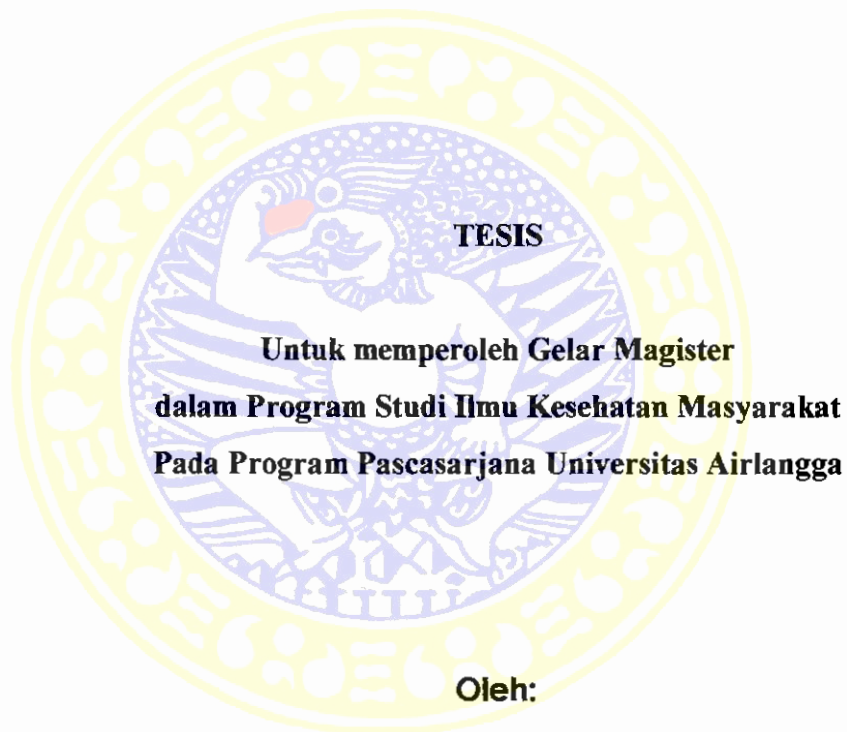 TESIS
Untuk memperoleh Gelar Magister
dalam Program Studi Ilmu Kesehatan Masyarakat
Pada Program Pascasarjana Universitas Airlangga
Oleh: